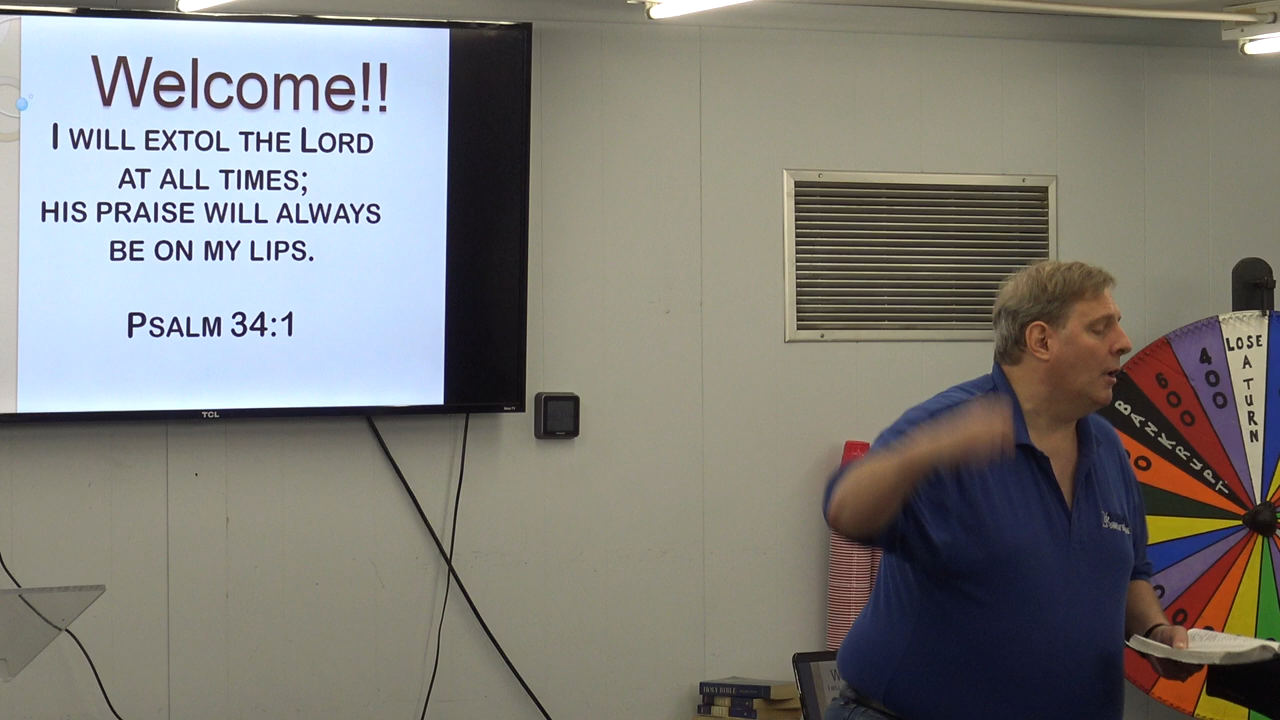 Welcome!!
I WILL EXTOL THE LORD
AT ALL TIMES;
HIS PRAISE WILL ALWAYS
BE ON MY LIPS.
PSALM 34:1
TCL
LOSE A TURN
400
600
BANKRUPT
HOLY BIBLE